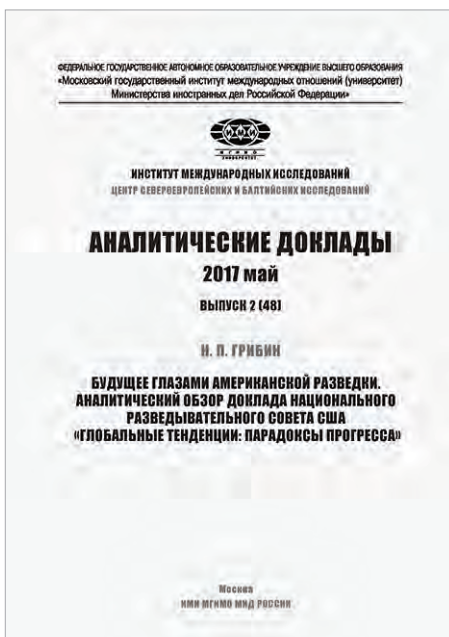 ФЕДЕРАЛЬНОЕ ГОСУДАРСТВЕННОЕ АВТОНОМНОЕ ОБРАЗОВАТЕЛЬНОЕ УЧРЕЖДЕНИЕ ВЫСШЕГО ОБРАЗОВАНИЯ
«Московский государственный институт международных отношений (университет)
Министерства иностранных дел Российской Федерации»
МГИМО
УНИВЕРСИТЕТ
ИНСТИТУТ МЕЖДУНАРОДНЫХ ИССЛЕДОВАНИЙ
ЦЕНТР СЕВЕРОЕВРОПЕЙСКИХ И БАЛТИЙСКИХ ИССЛЕДОВАНИЙ
АНАЛИТИЧЕСКИЕ ДОКЛАДЫ
2017 май
ВЫПУСК 2 (48)
Н. П. ГРИБИН
БУДУЩЕЕ ГЛАЗАМИ АМЕРИКАНСКОЙ РАЗВЕДКИ.
АНАЛИТИЧЕСКИЙ ОБЗОР ДОКЛАДА НАЦИОНАЛЬНОГО
РАЗВЕДЫВАТЕЛЬНОГО СОВЕТА США
«ГЛОБАЛЬНЫЕ ТЕНДЕНЦИИ: ПАРАДОКСЫ ПРОГРЕССА»
Москва
ИМИ МГИМО МИД РОССИИ